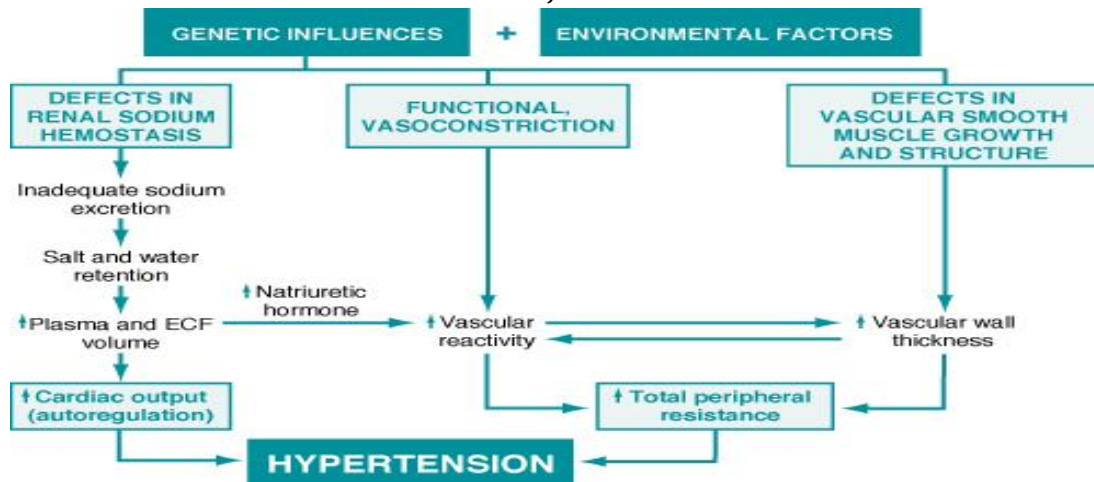 GENETIC INFLUENCES + ENVIRONMENTAL FACTORS
DEFECTS IN
RENAL SODIUM
HEMOSTASIS
FUNCTIONAL,
VASOCONSTRICTION
DEFECTS IN
VASCULAR SMOOTH
MUSCLE GROWTH
AND STRUCTURE
Inadequate sodium
excretion
Salt and water
retention
Natriuretic
hormone
Plasma and ECF
volume
Vascular
reactivity
Vascular wall
thickness
Cardiac output
(autoregulation)
Total peripheral
resistance
HYPERTENSION